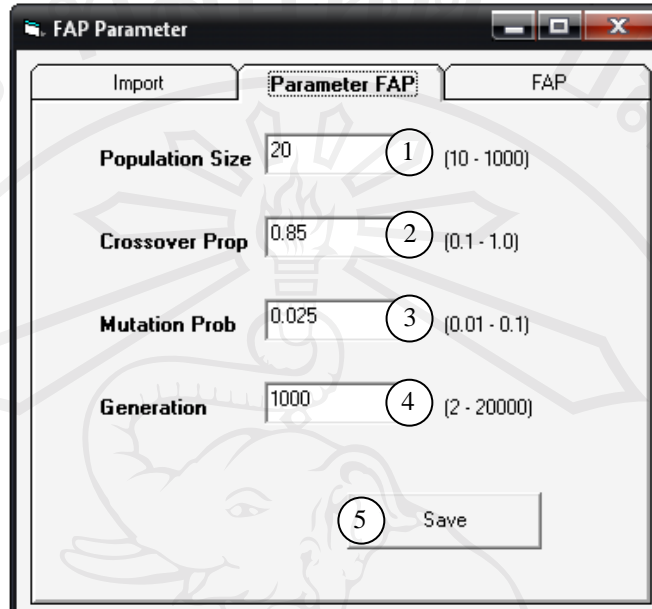 FAP Parameter
Import Parameter FAP FAP
Population Size 20 1 (10 - 1000)
Crossover Prop 0.85 2 (0.1 - 1.0)
Mutation Prob 0.025 3 (0.01 - 0.1)
Generation 1000 4 (2 - 20000)
5 Save